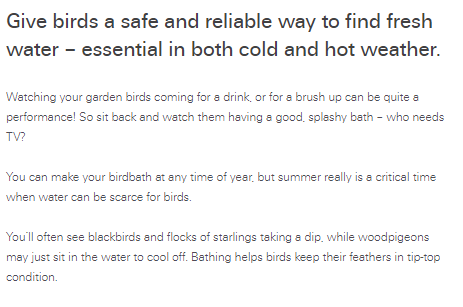 Give birds a safe and reliable way to find fresh
water – essential in both cold and hot weather.
Watching your garden birds coming for a drink, or for a brush up can be quite a
performance! So sit back and watch them having a good, splashy bath – who needs
TV?
You can make your birdbath at any time of year, but summer really is a critical time
when water can be scarce for birds.
You'll often see blackbirds and flocks of starlings taking a dip, while woodpigeons
may just sit in the water to cool off. Bathing helps birds keep their feathers in tip-top
condition.